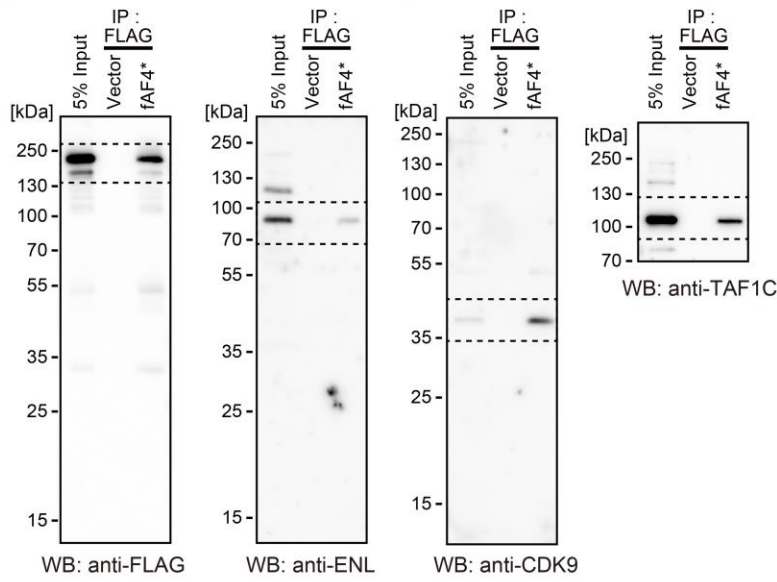 IP :
FLAG
5% Input
Vector
fAF4*
[kDa]
250
130
100
70
55
35
25
15
WB: anti-FLAG
IP :
FLAG
5% Input
Vector
fAF4*
[kDa]
250
130
100
70
55
35
25
15
WB: anti-ENL
IP :
FLAG
5% Input
Vector
fAF4*
[kDa]
250
130
100
70
55
35
25
15
WB: anti-CDK9
IP :
FLAG
5% Input
Vector
fAF4*
[kDa]
250
130
100
70
WB: anti-TAF1C